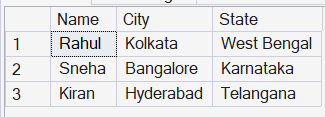 Name City State
1 Rahul Kolkata West Bengal
2 Sneha Bangalore Karnataka
3 Kiran Hyderabad Telangana